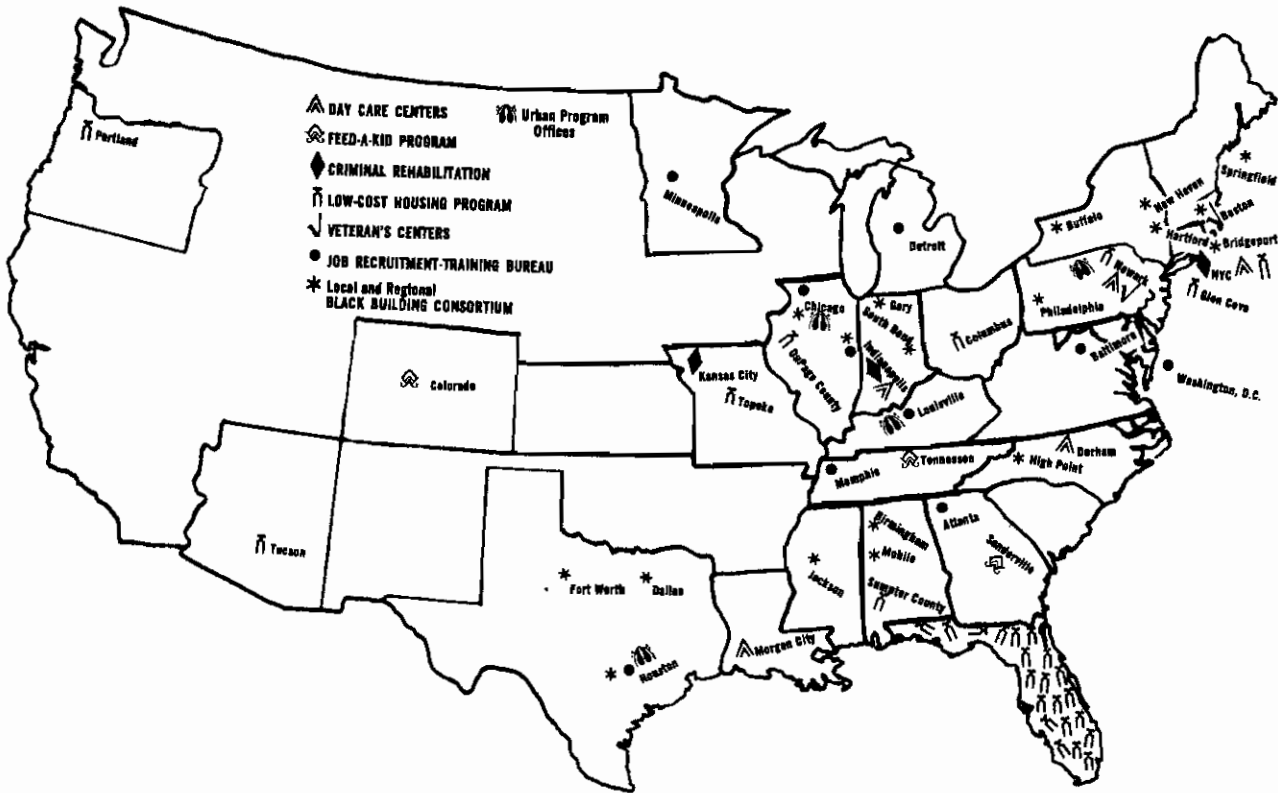 DAY CARE CENTERS
FEED-A-KID PROGRAM
CRIMINAL REHABILITATION
LOW-COST HOUSING PROGRAM
VETERAN'S CENTERS
JOB RECRUITMENT-TRAINING BUREAU
Local and Regional
BLACK BUILDING CONSORTIUM
Urban Program
Offices
Portland
Minneapolis
Detroit
Buffalo
New Haven
Springfield
Boston
Hartford
Bridgeport
NYC
Glen Cove
Newark
Philadelphia
Baltimore
Washington, D.C.
Chicago
DuPage County
Gary
South Bend
Indianapolis
Columbus
Louisville
Kansas City
Topeka
Colorado
Tucson
Memphis
Tennessee
High Point
Durham
Atlanta
Sandersville
Birmingham
Mobile
Sumpter County
Jackson
Fort Worth
Dallas
Houston
Morgan City